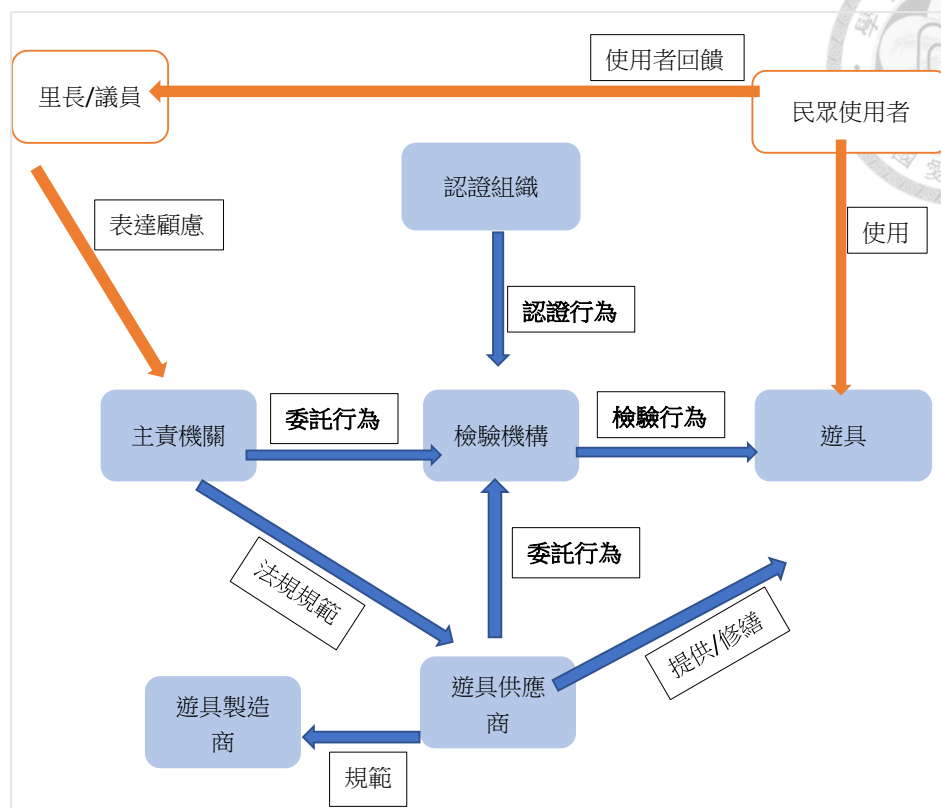 使用者回饋
里長/議員
民眾使用者
認證組織
表達顧慮
使用
認證行為
主責機關
委託行為
檢驗機構
檢驗行為
遊具
法規規範
委託行為
提供/修繕
遊具製造
商
遊具供應
商
規範